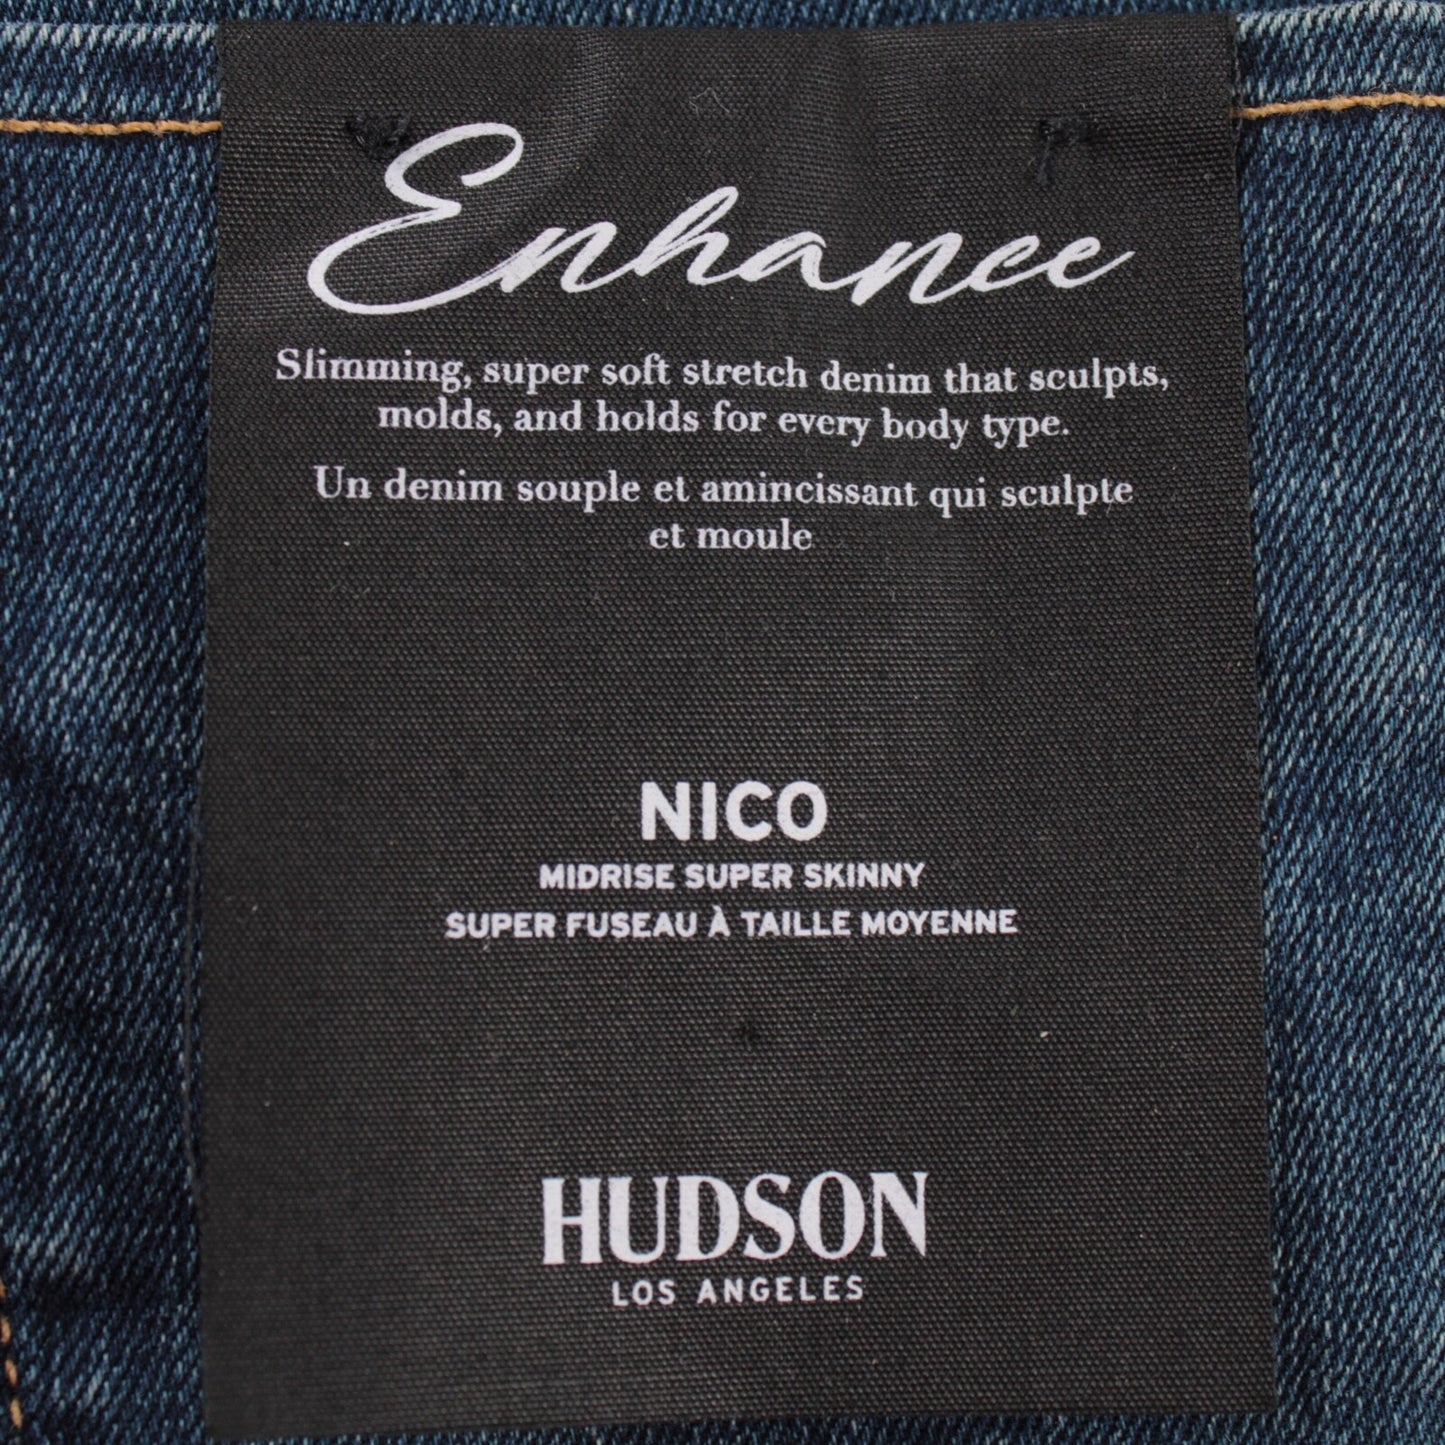 Enhance
Slimming, super soft stretch denim that sculpts,
molds, and holds for every body type.
Un denim souple et amincissant qui sculpte
et moule
NICO
MIDRISE SUPER SKINNY
SUPER FUSEAU À TAILLE MOYENNE
HUDSON
LOS ANGELES